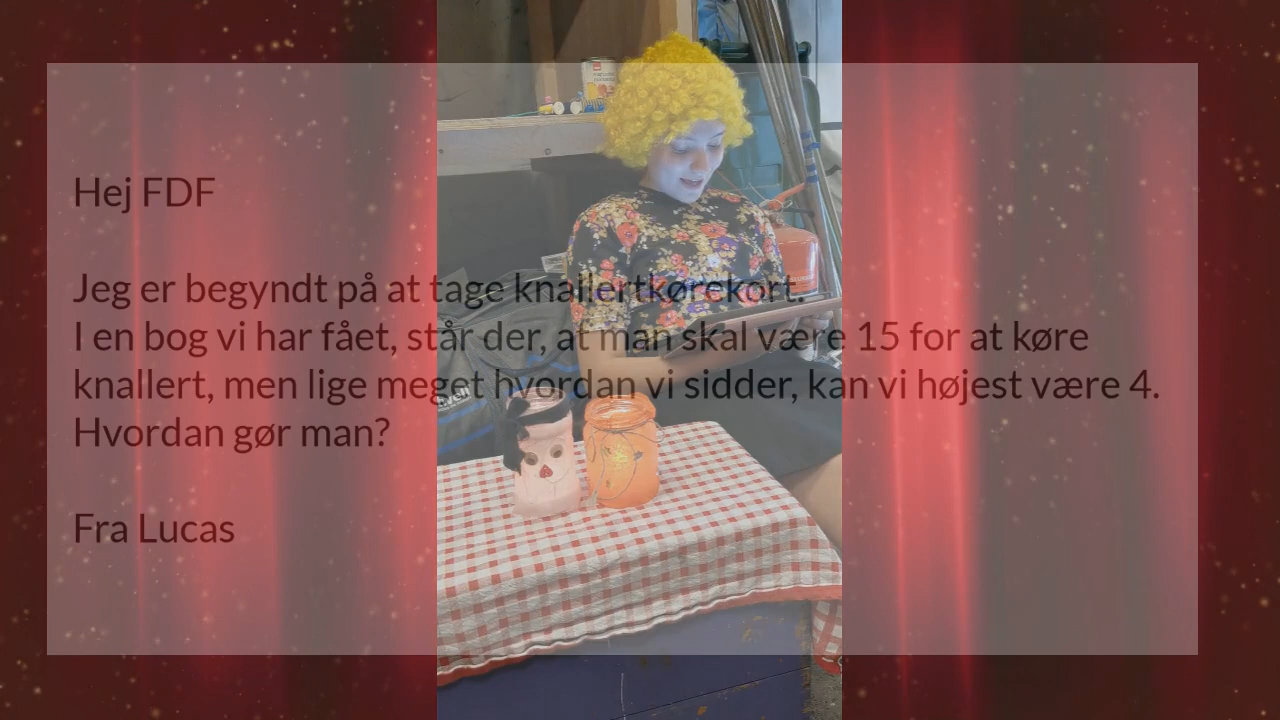 Hej FDF
Jeg er begyndt på at tage knallertkørekort.
I en bog vi har fået, står der, at man skal være 15 for at køre
knallert, men lige meget hvordan vi sidder, kan vi højest være 4.
Hvordan gør man?
Fra Lucas